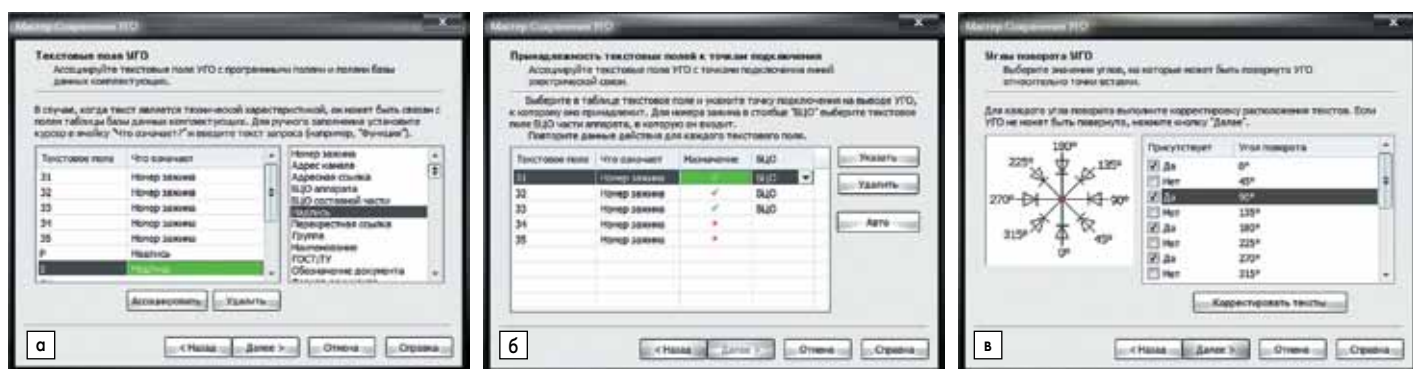 Мастер Сохранения УГО
Текстовые поля УГО
Ассоциируйте текстовые поля УГО с программными полями и полями базы
данных комплектующих.
В случае, когда текст является технической характеристикой, он может быть связан с
полем таблицы базы данных комплектующих. Для ручного заполнения установите
курсор в ячейку "Что означает?" и введите текст запроса (например, "Функция").
Текстовое поле Что означает
31 Номер зажима
32 Номер зажима
33 Номер зажима
34 Номер зажима
35 Номер зажима
P Надпись
Надпись
Номер зажима
Адрес канала
Адресная ссылка
БЦО аппарата
БЦО составной части
Надпись
Перекрестная ссылка
Группа
Наименование
ГОСТ/ТУ
Обозначение документа
Ассоциировать Удалить
< Назад Далее > Отмена Справка
а
Мастер Сохранения УГО
Принадлежность текстовых полей к точкам подключения
Ассоциируйте текстовые поля УГО с точками подключения линий
электрической связи.
Выберите в таблице текстовое поле и укажите точку подключения на выводе УГО,
к которому оно принадлежит. Для номера зажима в столбце "БЦО" выберите текстовое
поле БЦО части аппарата, в которую он входит.
Повторите данные действия для каждого текстового поля.
Текстовое поле Что означает Назначение БЦО
31 Номер зажима БЦО
32 Номер зажима БЦО
33 Номер зажима БЦО
34 Номер зажима
35 Номер зажима
Указать
Удалить
Авто
< Назад Далее > Отмена Справка
б
Мастер Сохранения УГО
Углы поворота УГО
Выберите значение углов, на которые может быть повернуто УГО
относительно точки вставки.
Для каждого угла поворота выполните корректировку расположения текстов. Если
УГО не может быть повернуто, нажмите кнопку "Далее".
180°
225° 135°
270° 90°
315° 45°
0°
Присутствует Угол поворота
Да 0°
Нет 45°
Да 90°
Нет 135°
Да 180°
Нет 225°
Да 270°
Нет 315°
Корректировать тексты
< Назад Далее > Отмена Справка
в